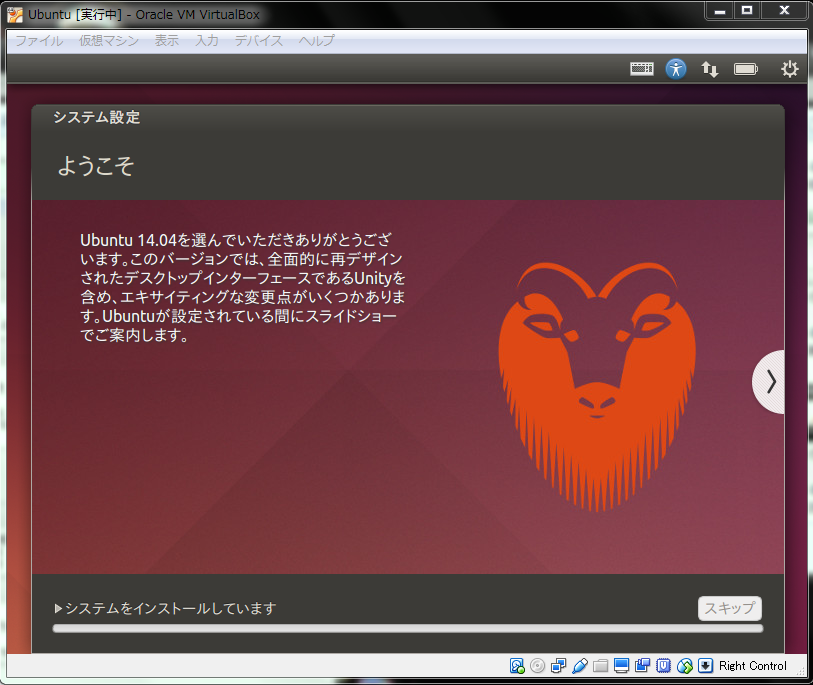 Ubuntu [実行中] - Oracle VM VirtualBox
ファイル 仮想マシン 表示 入力 デバイス ヘルプ
システム設定
ようこそ
Ubuntu 14.04を選んでいただきありがとうござ
います。このバージョンでは、全面的に再デザイン
されたデスクトップインターフェースであるUnityを
含め、エキサイティングな変更点がいくつかありま
す。Ubuntuが設定されている間にスライドショー
でご案内します。
システムをインストールしています
スキップ
Right Control